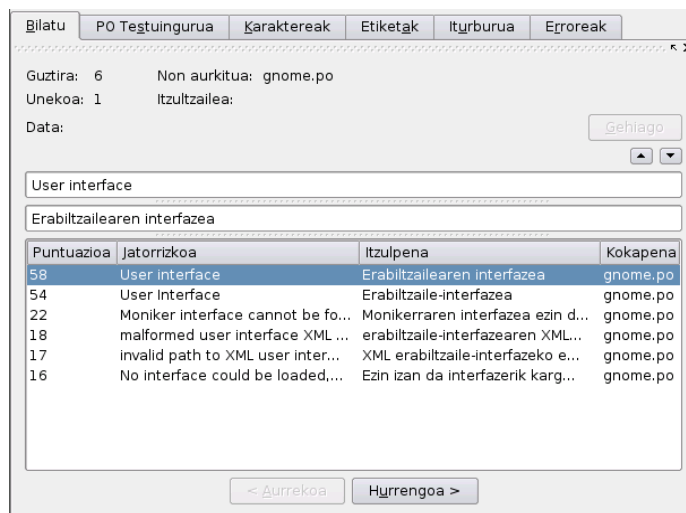 Bilatu PO Testuingurua Karaktereak Etiketak Iturburua Erroreak
Guztira: 6 Non aurkitua: gnome.po
Unekoa: 1 Itzultzailea:
Data: Gehiago
User interface
Erabiltzailearen interfazea
Puntuazioa Jatorrizkoa Itzulpena Kokapena
58 User interface Erabiltzailearen interfazea gnome.po
54 User Interface Erabiltzaile-interfazea gnome.po
22 Moniker interface cannot be fo... Monikerraren interfazea ezin d... gnome.po
18 malformed user interface XML ... erabiltzaile-interfazearen XML... gnome.po
17 invalid path to XML user inter... XML erabiltzaile-interfazeko e... gnome.po
16 No interface could be loaded,... Ezin izan da interfazerik karg... gnome.po
< Aurrekoa Hurrengoa >